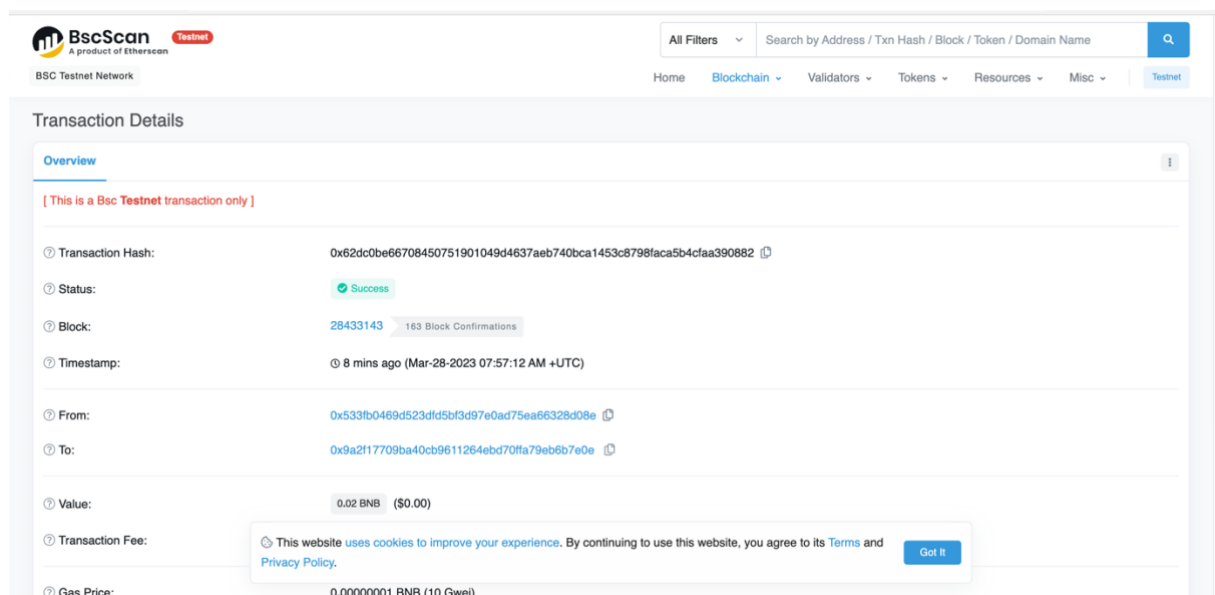 BscScan Testnet
A product of Etherscan
All Filters Search by Address / Txn Hash / Block / Token / Domain Name
BSC Testnet Network
Home Blockchain Validators Tokens Resources Misc Testnet
Transaction Details
Overview
[ This is a Bsc Testnet transaction only ]
Transaction Hash: 0x62dc0be66708450751901049d4637aeb740bca1453c8798faca5b4cfaa390882
Status: Success
Block: 28433143 163 Block Confirmations
Timestamp: 8 mins ago (Mar-28-2023 07:57:12 AM +UTC)
From: 0x533fb0469d523dfd5bf3d97e0ad75ea66328d08e
To: 0x9a2f17709ba40cb9611264ebd70ffa79eb6b7e0e
Value: 0.02 BNB ($0.00)
Transaction Fee:
This website uses cookies to improve your experience. By continuing to use this website, you agree to its Terms and
Privacy Policy.
Got It
Gas Price: 0.00000001 BNB (10 Gwei)